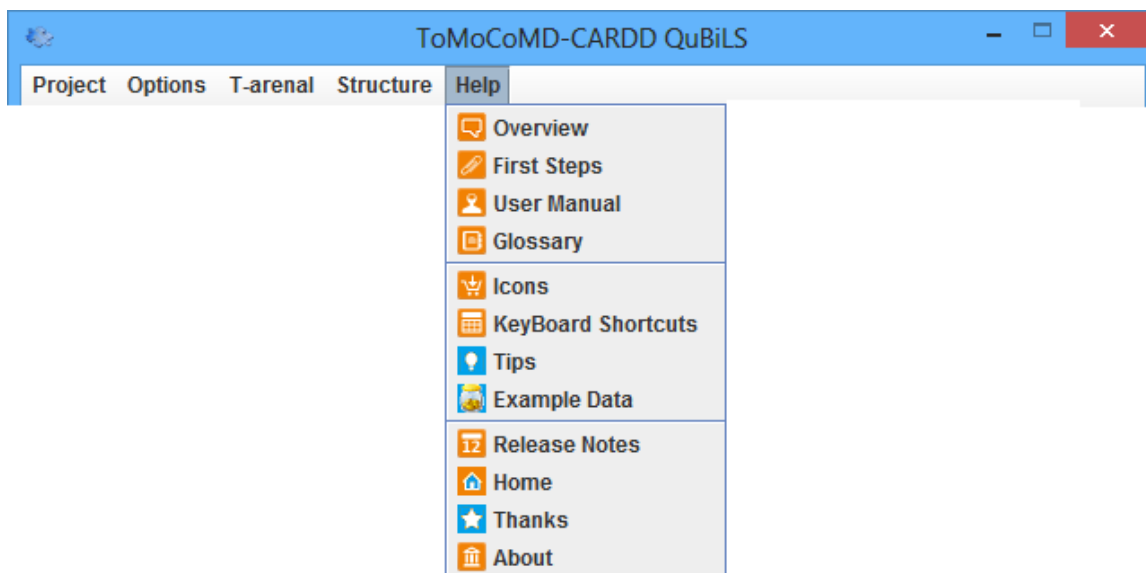 ToMoCoMD-CARDD QuBiLS
Project Options T-arenal Structure Help
Overview
First Steps
User Manual
Glossary
Icons
KeyBoard Shortcuts
Tips
Example Data
12 Release Notes
Home
Thanks
About